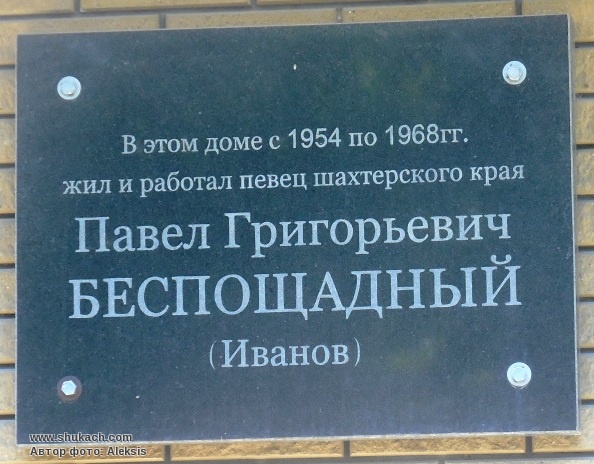 В этом доме с 1954 по 1968гг.
жил и работал певец шахтерского края
Павел Григорьевич
БЕСПОЩАДНЫЙ
(Иванов)
www.shukach.com
Автор фото: Aleksis